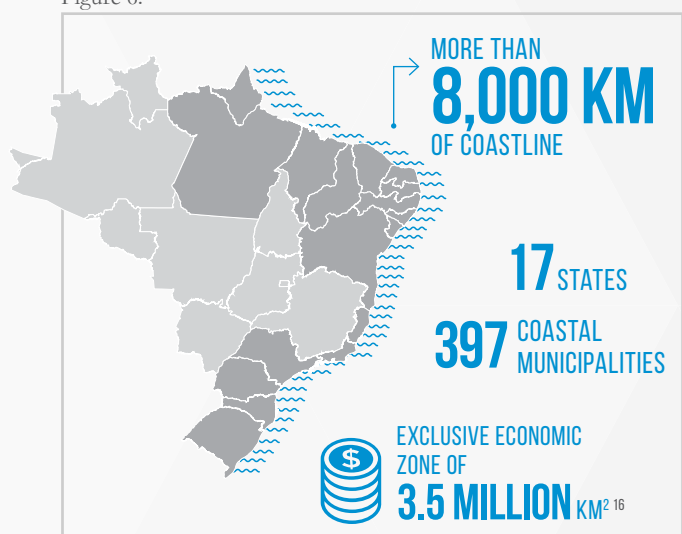 Figure 6.
MORE THAN
8,000 KM
OF COASTLINE
17 STATES
397 COASTAL
MUNICIPALITIES
EXCLUSIVE ECONOMIC
ZONE OF
3.5 MILLION KM² ¹⁶
$